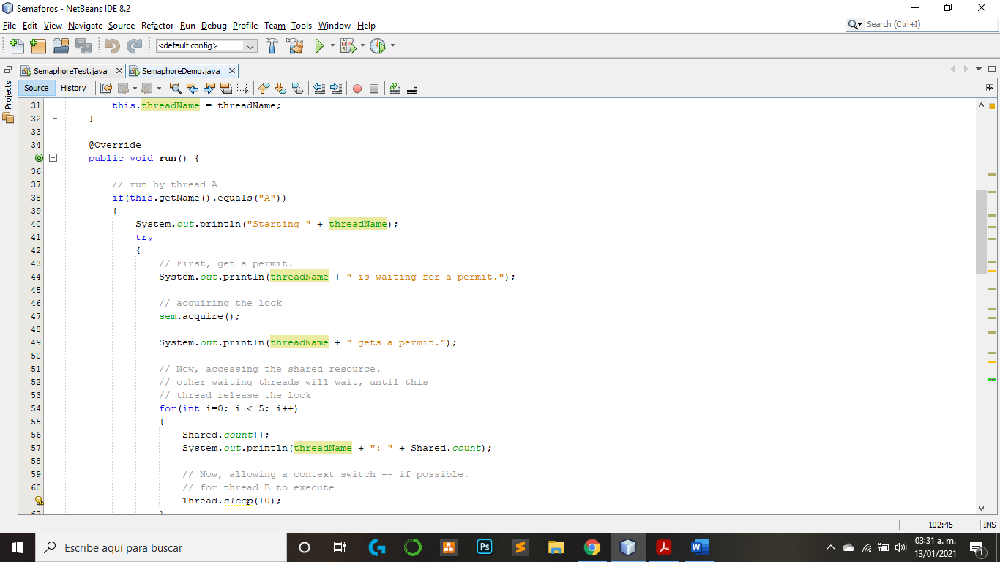 Semaforos - NetBeans IDE 8.2
File Edit View Navigate Source Refactor Run Debug Profile Team Tools Window Help
Search (Ctrl+I)
<default config>
Projects
SemaphoreTest.java
SemaphoreDemo.java
Source History
31 this.threadName = threadName;
32 }
33
34 @Override
public void run() {
36
37 // run by thread A
38 if(this.getName().equals("A"))
39 {
40 System.out.println("Starting " + threadName);
41 try
42 {
43 // First, get a permit.
44 System.out.println(threadName + " is waiting for a permit.");
45
46 // acquiring the lock
47 sem.acquire();
48
49 System.out.println(threadName + " gets a permit.");
50
51 // Now, accessing the shared resource.
52 // other waiting threads will wait, until this
53 // thread release the lock
54 for(int i=0; i < 5; i++)
55 {
56 Shared.count++;
57 System.out.println(threadName + ": " + Shared.count);
58
59 // Now, allowing a context switch -- if possible.
60 // for thread B to execute
Thread.sleep(10);
62 }
102:45 INS
Escribe aquí para buscar
Ps
W
03:31 a. m.
13/01/2021
1